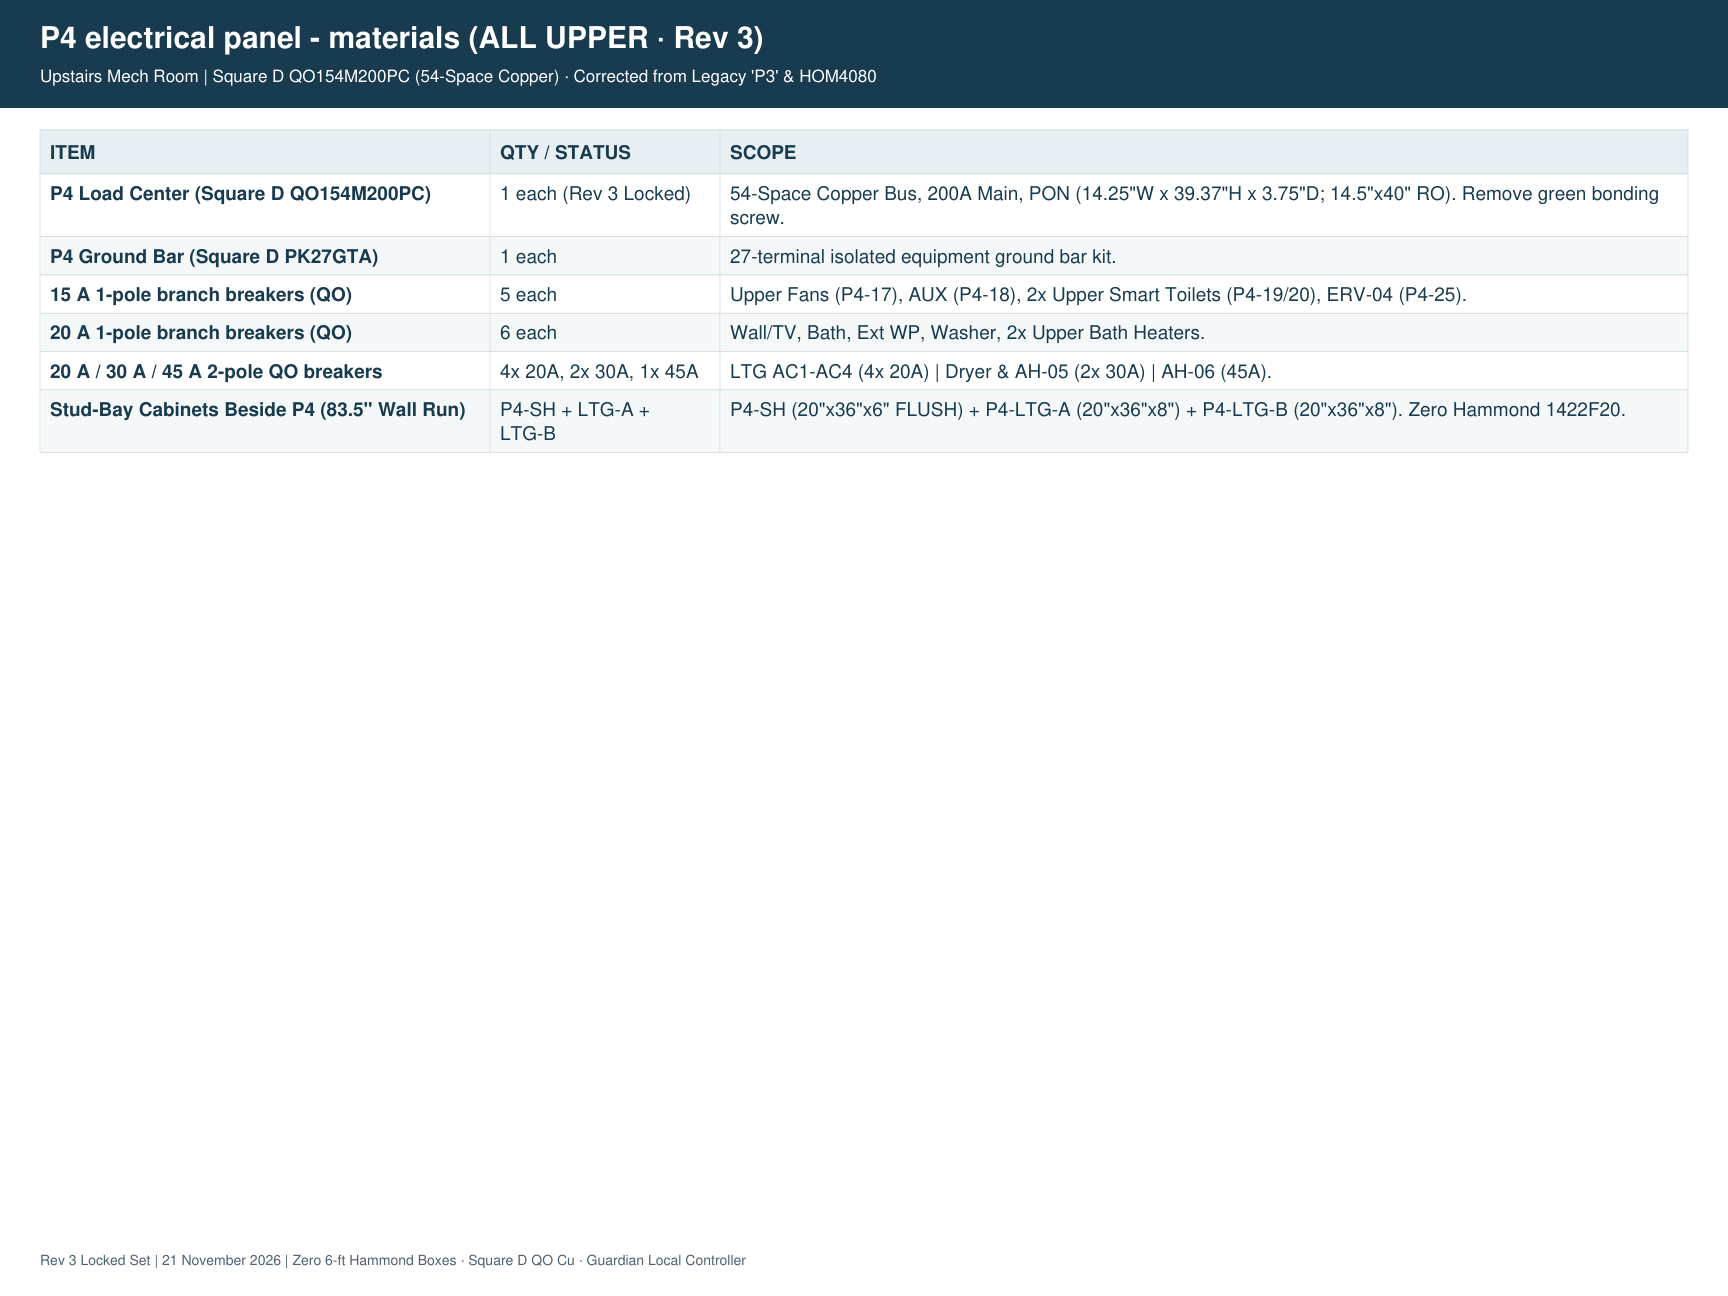 P4 electrical panel - materials (ALL UPPER · Rev 3)
Upstairs Mech Room | Square D QO154M200PC (54-Space Copper) · Corrected from Legacy 'P3' & HOM4080
ITEM QTY / STATUS SCOPE
P4 Load Center (Square D QO154M200PC) 1 each (Rev 3 Locked) 54-Space Copper Bus, 200A Main, PON (14.25"W x 39.37"H x 3.75"D; 14.5"x40" RO). Remove green bonding
screw.
P4 Ground Bar (Square D PK27GTA) 1 each 27-terminal isolated equipment ground bar kit.
15 A 1-pole branch breakers (QO) 5 each Upper Fans (P4-17), AUX (P4-18), 2x Upper Smart Toilets (P4-19/20), ERV-04 (P4-25).
20 A 1-pole branch breakers (QO) 6 each Wall/TV, Bath, Ext WP, Washer, 2x Upper Bath Heaters.
20 A / 30 A / 45 A 2-pole QO breakers 4x 20A, 2x 30A, 1x 45A LTG AC1-AC4 (4x 20A) | Dryer & AH-05 (2x 30A) | AH-06 (45A).
Stud-Bay Cabinets Beside P4 (83.5" Wall Run) P4-SH + LTG-A + P4-SH (20"x36"x6" FLUSH) + P4-LTG-A (20"x36"x8") + P4-LTG-B (20"x36"x8"). Zero Hammond 1422F20.
LTG-B
Rev 3 Locked Set | 21 November 2026 | Zero 6-ft Hammond Boxes · Square D QO Cu · Guardian Local Controller